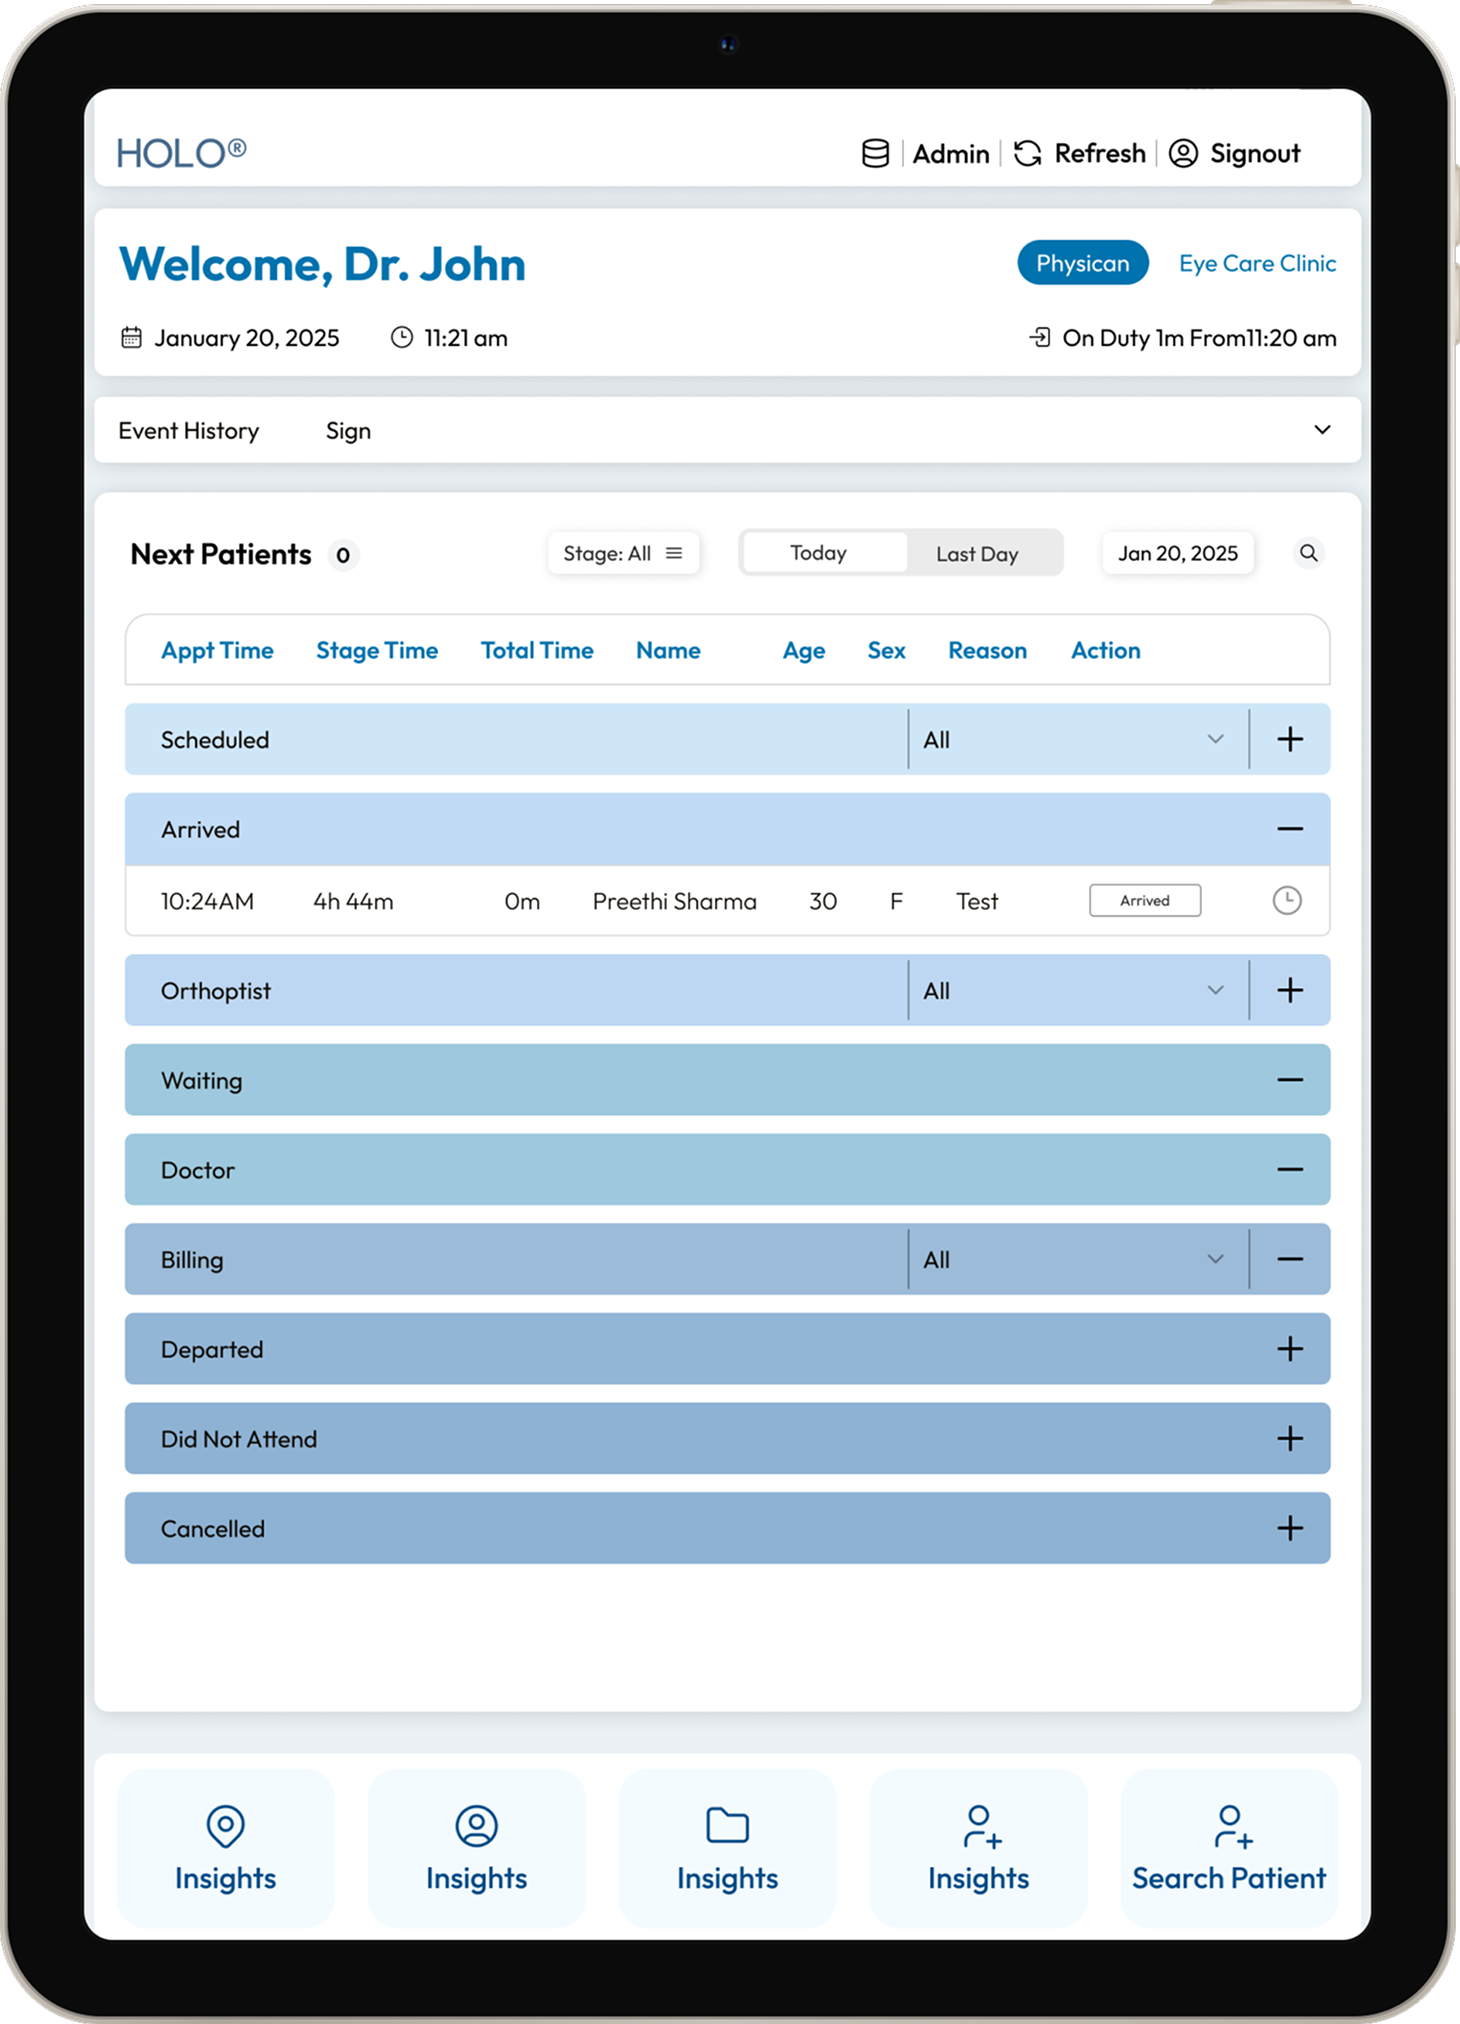 HOLO®
Admin Refresh Signout
Welcome, Dr. John
Physican Eye Care Clinic
January 20, 2025 11:21 am
On Duty 1m From11:20 am
Event History Sign
Next Patients 0 Stage: All Today Last Day Jan 20, 2025
Appt Time Stage Time Total Time Name Age Sex Reason Action
Scheduled All
Arrived
10:24AM 4h 44m 0m Preethi Sharma 30 F Test Arrived
Orthoptist All
Waiting
Doctor
Billing All
Departed
Did Not Attend
Cancelled
Insights Insights Insights Insights Search Patient